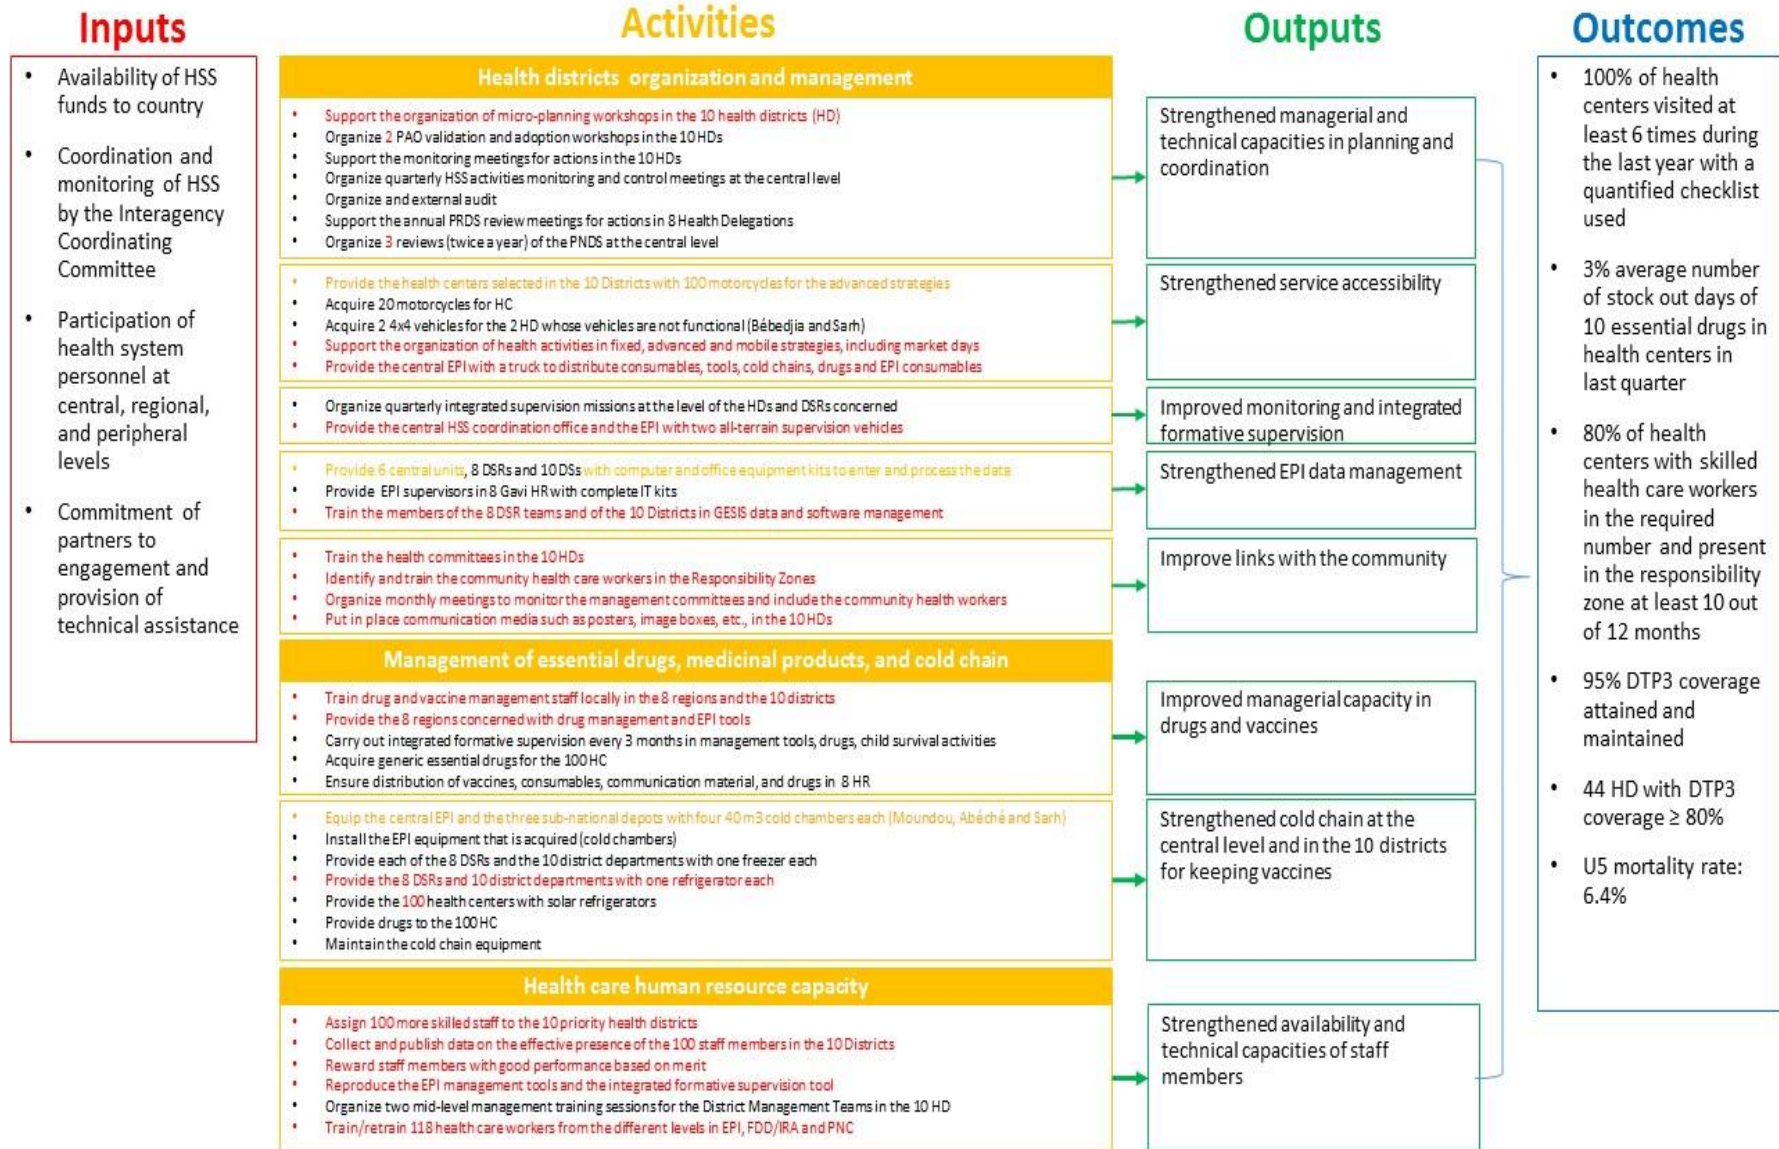 Inputs
• Availability of HSS
funds to country
• Coordination and
monitoring of HSS
by the Interagency
Coordinating
Committee
• Participation of
health system
personnel at
central, regional,
and peripheral
levels
• Commitment of
partners to
engagement and
provision of
technical assistance
Activities
Health districts organization and management
• Support the organization of micro-planning workshops in the 10 health districts (HD)
• Organize 2 PAO validation and adoption workshops in the 10 HDs
• Support the monitoring meetings for actions in the 10 HDs
• Organize quarterly HSS activities monitoring and control meetings at the central level
• Organize and external audit
• Support the annual PRDS review meetings for actions in 8 Health Delegations
• Organize 3 reviews (twice a year) of the PNDS at the central level
• Provide the health centers selected in the 10 Districts with 100 motorcycles for the advanced strategies
• Acquire 20 motorcycles for HC
• Acquire 2 4x4 vehicles for the 2 HD whose vehicles are not functional (Bébedjia and Sarh)
• Support the organization of health activities in fixed, advanced and mobile strategies, including market days
• Provide the central EPI with a truck to distribute consumables, tools, cold chains, drugs and EPI consumables
• Organize quarterly integrated supervision missions at the level of the HDs and DSRs concerned
• Provide the central HSS coordination office and the EPI with two all-terrain supervision vehicles
• Provide 6 central units, 8 DSRs and 10 DSs with computer and office equipment kits to enter and process the data
• Provide EPI supervisors in 8 Gavi HR with complete IT kits
• Train the members of the 8 DSR teams and of the 10 Districts in GESIS data and software management
• Train the health committees in the 10 HDs
• Identify and train the community health care workers in the Responsibility Zones
• Organize monthly meetings to monitor the management committees and include the community health workers
• Put in place communication media such as posters, image boxes, etc., in the 10 HDs
Management of essential drugs, medicinal products, and cold chain
• Train drug and vaccine management staff locally in the 8 regions and the 10 districts
• Provide the 8 regions concerned with drug management and EPI tools
• Carry out integrated formative supervision every 3 months in management tools, drugs, child survival activities
• Acquire generic essential drugs for the 100 HC
• Ensure distribution of vaccines, consumables, communication material, and drugs in 8 HR
• Equip the central EPI and the three sub-national depots with four 40 m3 cold chambers each (Moundou, Abéché and Sarh)
• Install the EPI equipment that is acquired (cold chambers)
• Provide each of the 8 DSRs and the 10 district departments with one freezer each
• Provide the 8 DSRs and 10 district departments with one refrigerator each
• Provide the 100 health centers with solar refrigerators
• Provide drugs to the 100 HC
• Maintain the cold chain equipment
Health care human resource capacity
• Assign 100 more skilled staff to the 10 priority health districts
• Collect and publish data on the effective presence of the 100 staff members in the 10 Districts
• Reward staff members with good performance based on merit
• Reproduce the EPI management tools and the integrated formative supervision tool
• Organize two mid-level management training sessions for the District Management Teams in the 10 HD
• Train/retrain 118 health care workers from the different levels in EPI, FDD/IRA and PNC
Outputs
Strengthened managerial and
technical capacities in planning and
coordination
Strengthened service accessibility
Improved monitoring and integrated
formative supervision
Strengthened EPI data management
Improve links with the community
Improved managerial capacity in
drugs and vaccines
Strengthened cold chain at the
central level and in the 10 districts
for keeping vaccines
Strengthened availability and
technical capacities of staff
members
Outcomes
• 100% of health
centers visited at
least 6 times during
the last year with a
quantified checklist
used
• 3% average number
of stock out days of
10 essential drugs in
health centers in
last quarter
• 80% of health
centers with skilled
health care workers
in the required
number and present
in the responsibility
zone at least 10 out
of 12 months
• 95% DTP3 coverage
attained and
maintained
• 44 HD with DTP3
coverage ≥ 80%
• U5 mortality rate:
6.4%